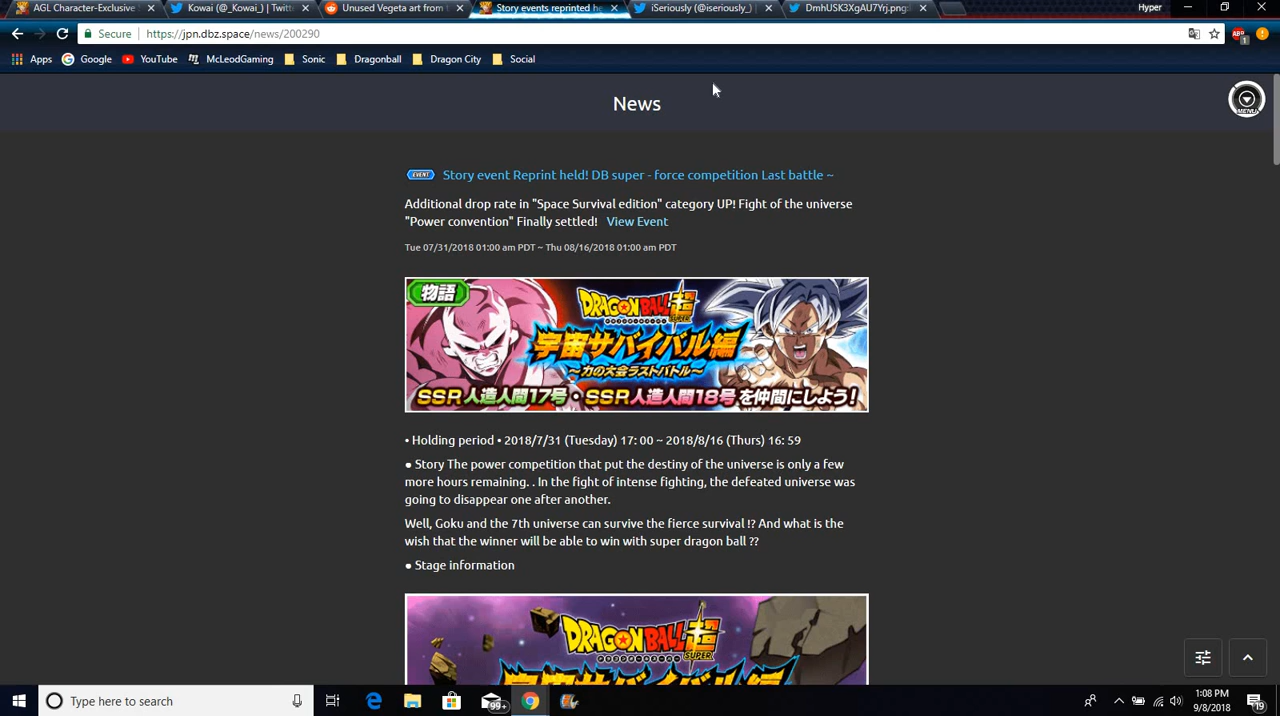 AGL Character-Exclusive
Kowai (@_Kowai_) | Twitte
Unused Vegeta art from t
Story events reprinted he
iSeriously (@iseriously_)
DmhUSK3XgAU7Yrj.png:
Hyper
Secure
https://jpn.dbz.space/news/200290
ABP
1
Apps
Google
YouTube
McLeodGaming
Sonic
Dragonball
Dragon City
Social
News
MENU
EVENT
Story event Reprint held! DB super - force competition Last battle ~
Additional drop rate in "Space Survival edition" category UP! Fight of the universe
"Power convention" Finally settled! View Event
Tue 07/31/2018 01:00 am PDT ~ Thu 08/16/2018 01:00 am PDT
物語
DRAGON BALL超
SUPER
宇宙サバイバル編
～力の大会ラストバトル～
SSR人造人間17号・SSR人造人間18号を仲間にしよう!
• Holding period • 2018/7/31 (Tuesday) 17: 00 ~ 2018/8/16 (Thurs) 16: 59
● Story The power competition that put the destiny of the universe is only a few
more hours remaining. . In the fight of intense fighting, the defeated universe was
going to disappear one after another.
Well, Goku and the 7th universe can survive the fierce survival !? And what is the
wish that the winner will be able to win with super dragon ball ??
● Stage information
DRAGON BALL超
SUPER
Type here to search
99+
1:08 PM
9/8/2018
19